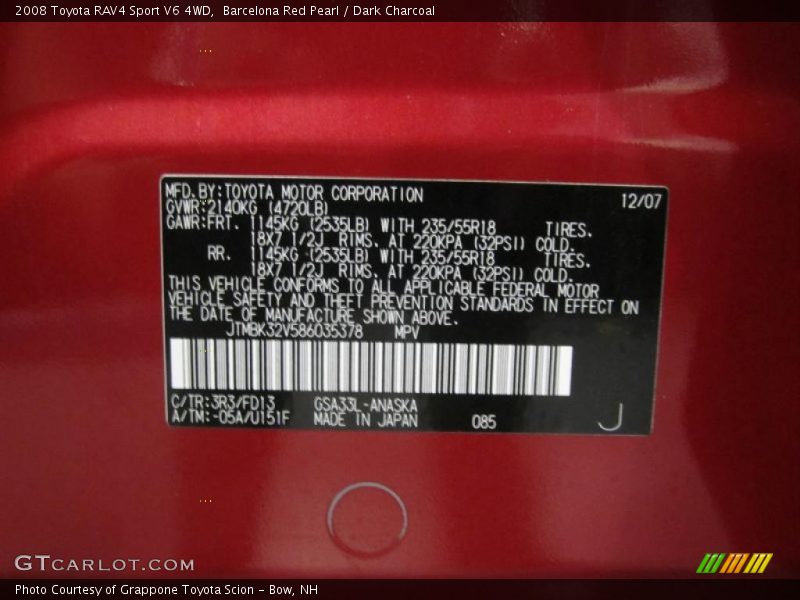 2008 Toyota RAV4 Sport V6 4WD,  Barcelona Red Pearl / Dark Charcoal
MFD.BY:TOYOTA MOTOR CORPORATION 12/07
GVWR:2140KG (4720LB)
GAWR:FRT. 1145KG (2535LB) WITH 235/55R18 TIRES.
18X7 1/2J RIMS. AT 220KPA (32PSI) COLD.
RR. 1145KG (2535LB) WITH 235/55R18 TIRES.
18X7 1/2J RIMS. AT 220KPA (32PSI) COLD.
THIS VEHICLE CONFORMS TO ALL APPLICABLE FEDERAL MOTOR
VEHICLE SAFETY AND THEFT PREVENTION STANDARDS IN EFFECT ON
THE DATE OF MANUFACTURE SHOWN ABOVE.
JTMBK32V586035378 MPV
C/TR:3R3/FD13 GSA33L-ANASKA
A/TM:-05A/U151F MADE IN JAPAN 085 J
GTCARLOT.COM
Photo Courtesy of Grappone Toyota Scion - Bow, NH